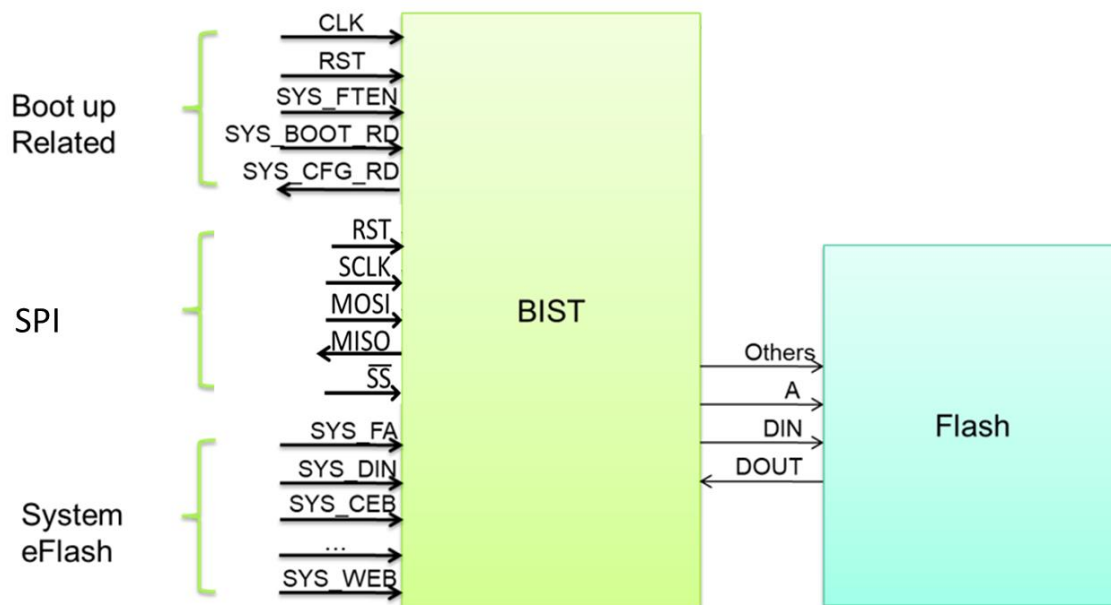 Boot up
Related
CLK
RST
SYS_FTEN
SYS_BOOT_RD
SYS_CFG_RD
SPI
RST
SCLK
MOSI
MISO
S̅S̅
System
eFlash
SYS_FA
SYS_DIN
SYS_CEB
...
SYS_WEB
BIST
Others
A
DIN
DOUT
Flash